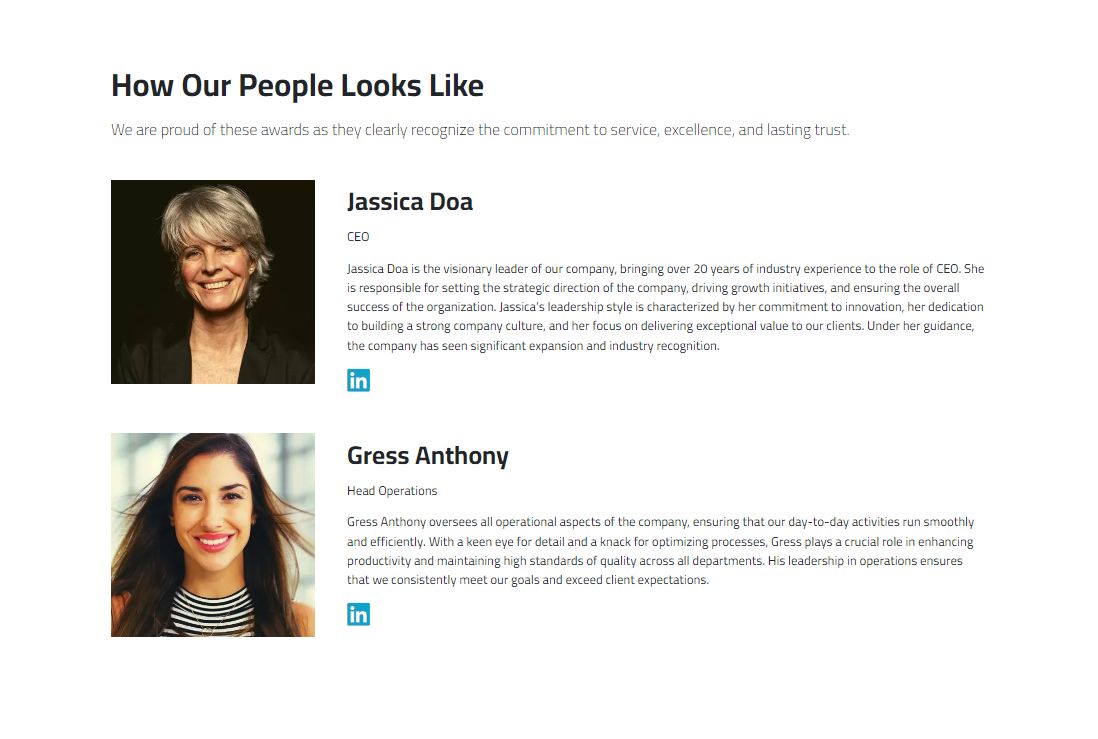 How Our People Looks Like
We are proud of these awards as they clearly recognize the commitment to service, excellence, and lasting trust.
Jassica Doa
CEO
Jassica Doa is the visionary leader of our company, bringing over 20 years of industry experience to the role of CEO. She
is responsible for setting the strategic direction of the company, driving growth initiatives, and ensuring the overall
success of the organization. Jassica's leadership style is characterized by her commitment to innovation, her dedication
to building a strong company culture, and her focus on delivering exceptional value to our clients. Under her guidance,
the company has seen significant expansion and industry recognition.
in
Gress Anthony
Head Operations
Gress Anthony oversees all operational aspects of the company, ensuring that our day-to-day activities run smoothly
and efficiently. With a keen eye for detail and a knack for optimizing processes, Gress plays a crucial role in enhancing
productivity and maintaining high standards of quality across all departments. His leadership in operations ensures
that we consistently meet our goals and exceed client expectations.
in